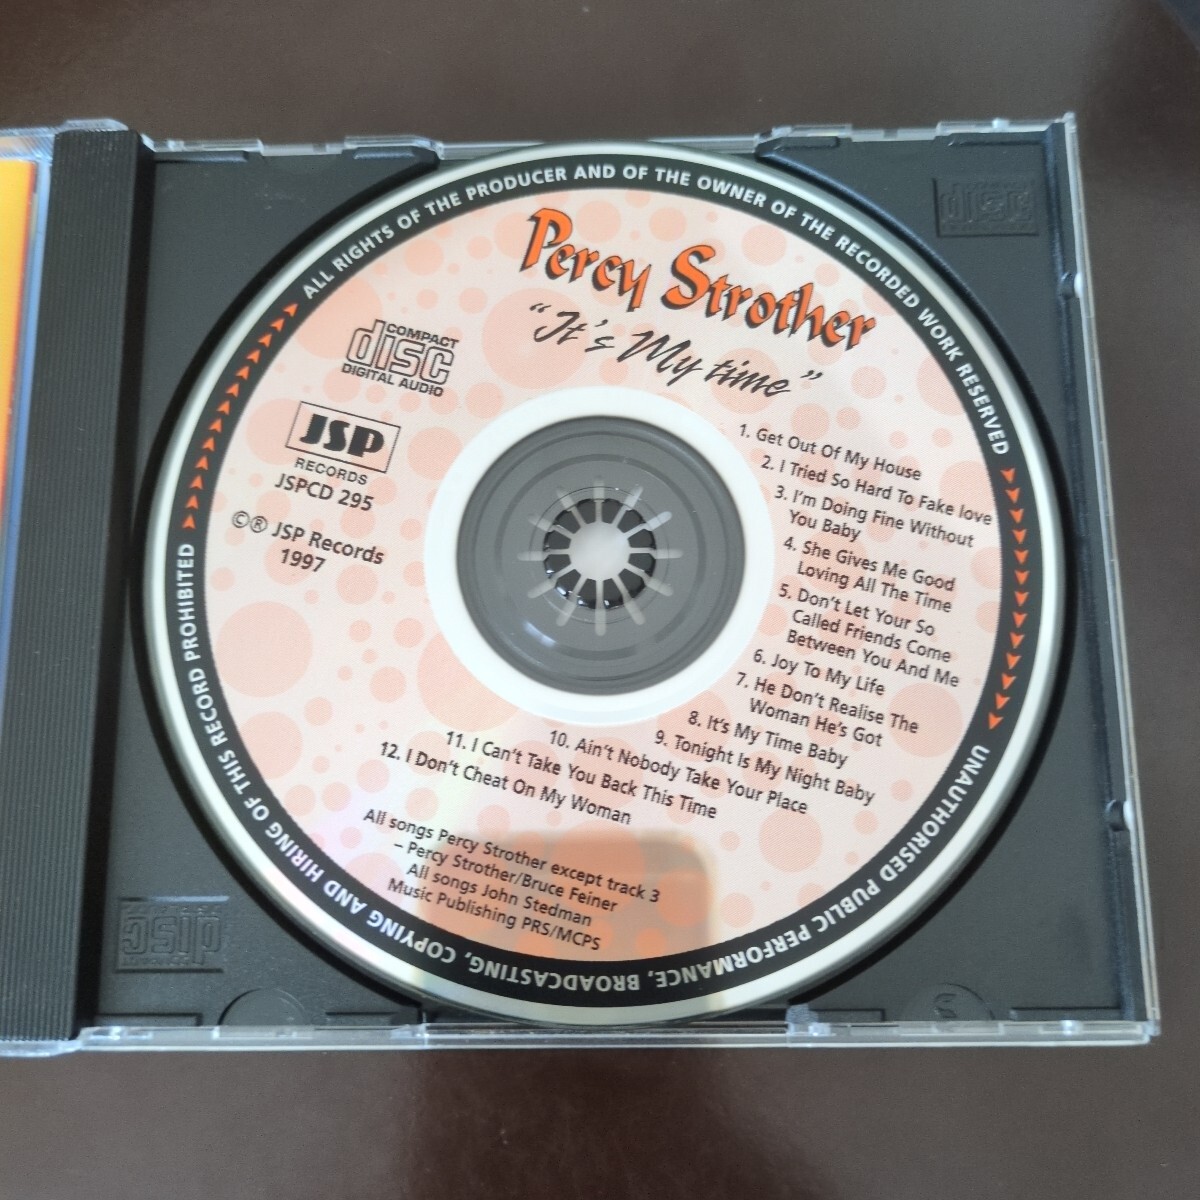 ALL RIGHTS OF THE PRODUCER AND OF THE OWNER OF THE RECORDED WORK RESERVED
UNAUTHORISED PUBLIC PERFORMANCE, BROADCASTING, COPYING AND HIRING OF THIS RECORD PROHIBITED
Percy Strother
"It's My time"
COMPACT
disc
DIGITAL AUDIO
JSP
RECORDS
JSPCD 295
©® JSP Records
1997
1. Get Out Of My House
2. I Tried So Hard To Fake love
3. I'm Doing Fine Without
You Baby
4. She Gives Me Good
Loving All The Time
5. Don't Let Your So
Called Friends Come
Between You And Me
6. Joy To My Life
7. He Don't Realise The
Woman He's Got
8. It's My Time Baby
9. Tonight Is My Night Baby
10. Ain't Nobody Take Your Place
11. I Can't Take You Back This Time
12. I Don't Cheat On My Woman
All songs Percy Strother except track 3
– Percy Strother/Bruce Feiner
All songs John Stedman
Music Publishing PRS/MCPS
disc
disc
2